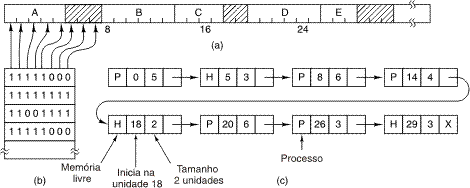 A B C D E
8 16 24
(a)
1 1 1 1 1 0 0 0
1 1 1 1 1 1 1 1
1 1 0 0 1 1 1 1
1 1 1 1 1 0 0 0
P 0 5 H 5 3 P 8 6 P 14 4
H 18 2 P 20 6 P 26 3 H 29 3 X
(b)
Memória
livre
Inicia na
unidade 18
Tamanho
2 unidades
Processo
(c)